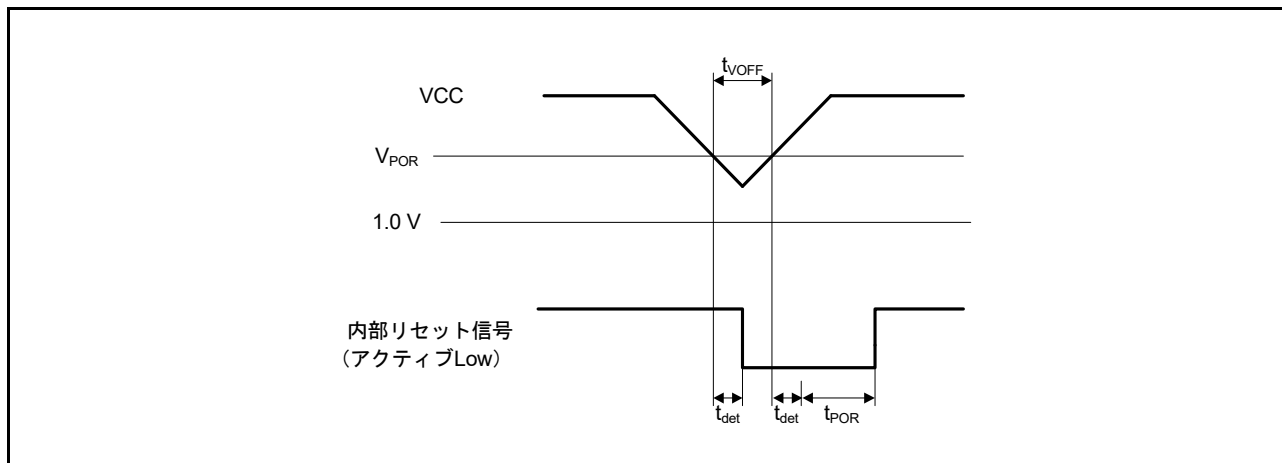 tVOFF
VCC
VPOR
1.0 V
内部リセット信号
（アクティブLow）
tdet tdet tPOR